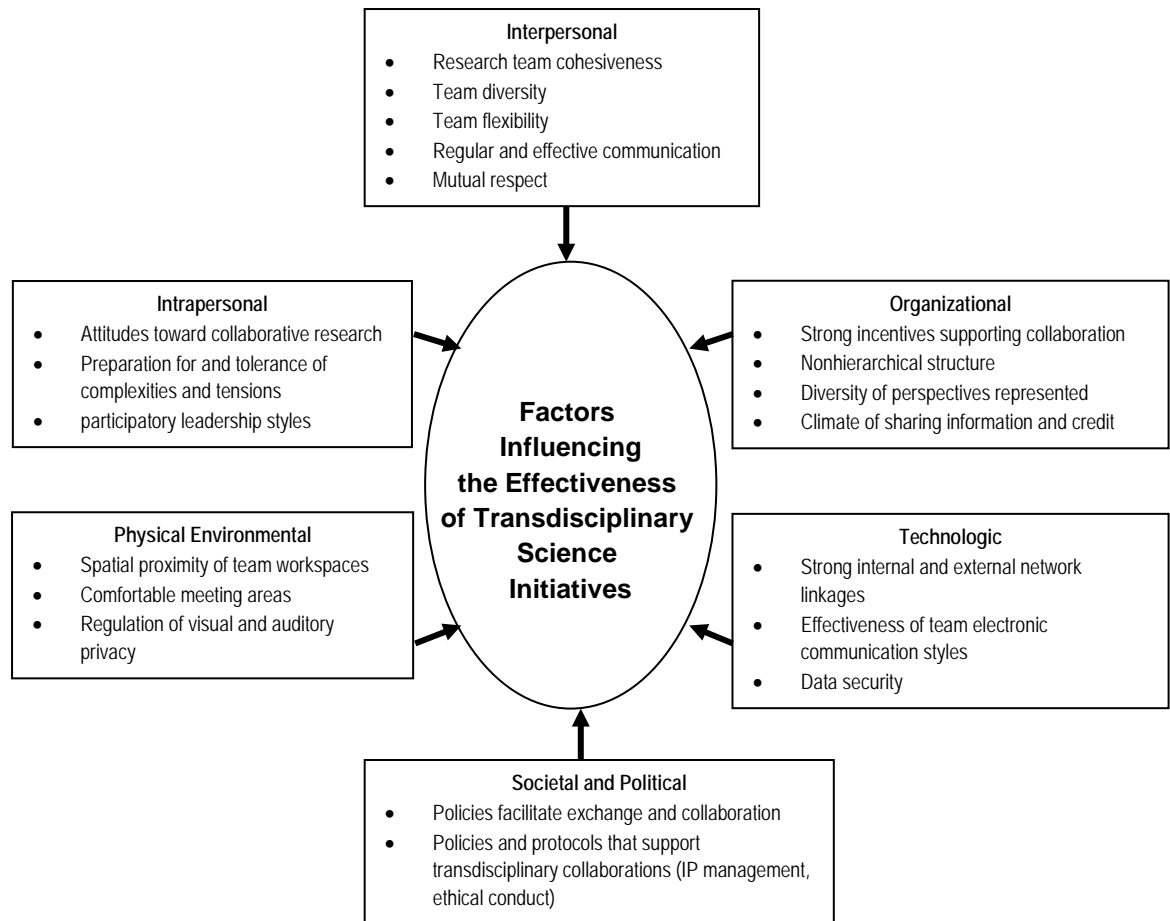 Interpersonal
• Research team cohesiveness
• Team diversity
• Team flexibility
• Regular and effective communication
• Mutual respect
Intrapersonal
• Attitudes toward collaborative research
• Preparation for and tolerance of
complexities and tensions
• participatory leadership styles
Organizational
• Strong incentives supporting collaboration
• Nonhierarchical structure
• Diversity of perspectives represented
• Climate of sharing information and credit
Factors
Influencing
the Effectiveness
of Transdisciplinary
Science
Initiatives
Physical Environmental
• Spatial proximity of team workspaces
• Comfortable meeting areas
• Regulation of visual and auditory
privacy
Technologic
• Strong internal and external network
linkages
• Effectiveness of team electronic
communication styles
• Data security
Societal and Political
• Policies facilitate exchange and collaboration
• Policies and protocols that support
transdisciplinary collaborations (IP management,
ethical conduct)